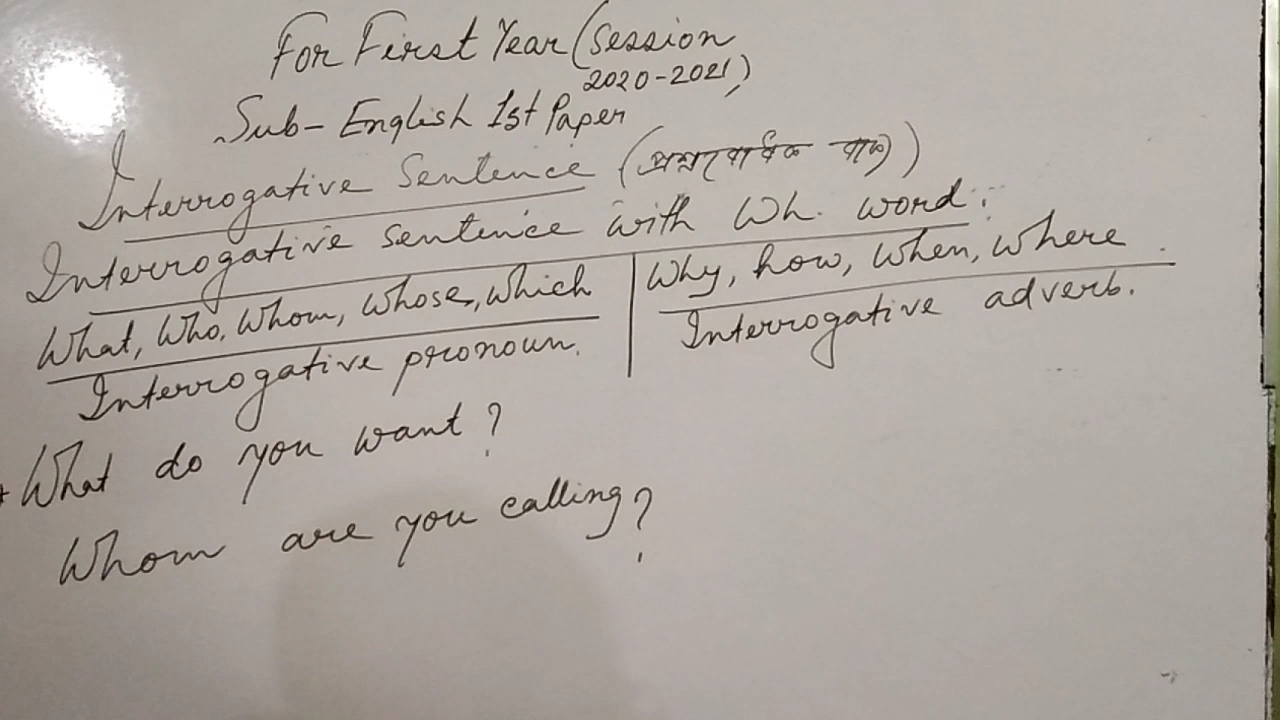 For First Year (Session
2020-2021)
Sub- English 1st Paper
Interrogative Sentence (প্রশ্নবোধক বাক্য)
Interrogative sentence with Wh. word:
What, Who, Whom, Whose, which
Interrogative pronoun.
Why, how, when, where
Interrogative adverb.
* What do you want?
Whom are you calling?